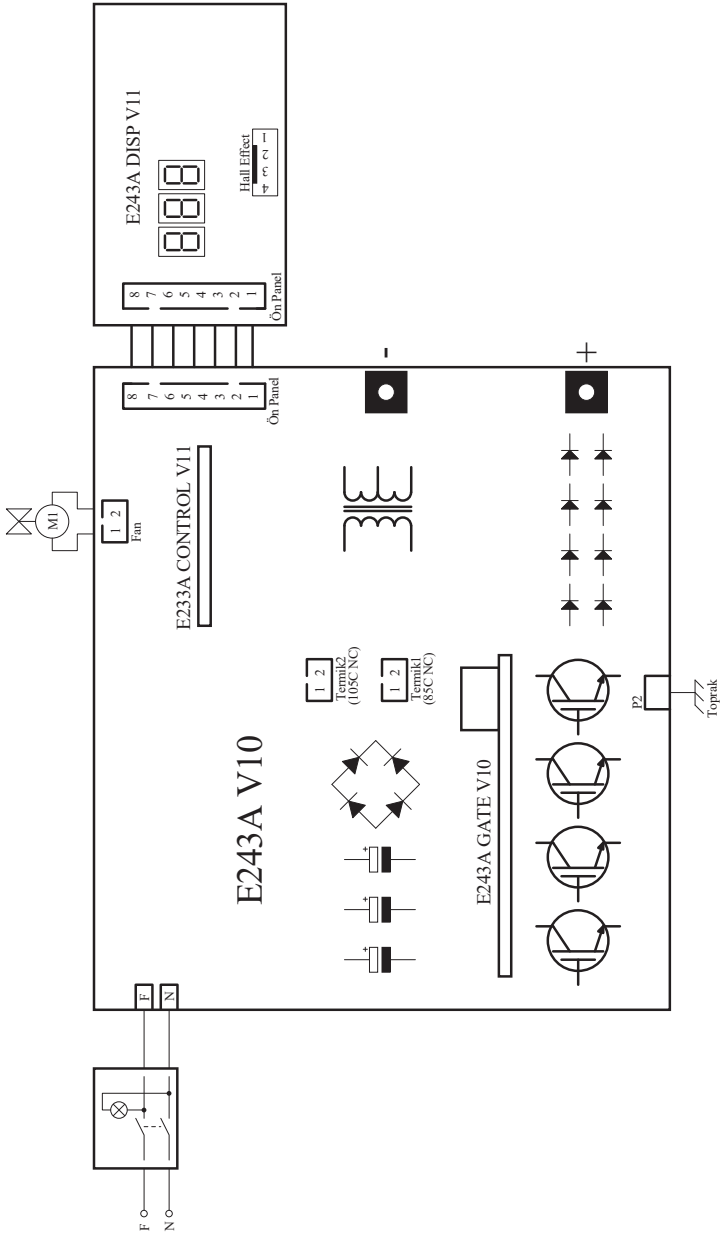 E243A DISP V11
Hall Effect
4 3 2 1
8 7 6 5 4 3 2 1
Ön Panel
8 7 6 5 4 3 2 1
Ön Panel
-
+
M1
1 2
Fan
E233A CONTROL V11
1 2
Termik2
(105C NC)
1 2
Termik1
(85C NC)
E243A V10
+
+
+
E243A GATE V10
P2
Toprak
F
N
F
N